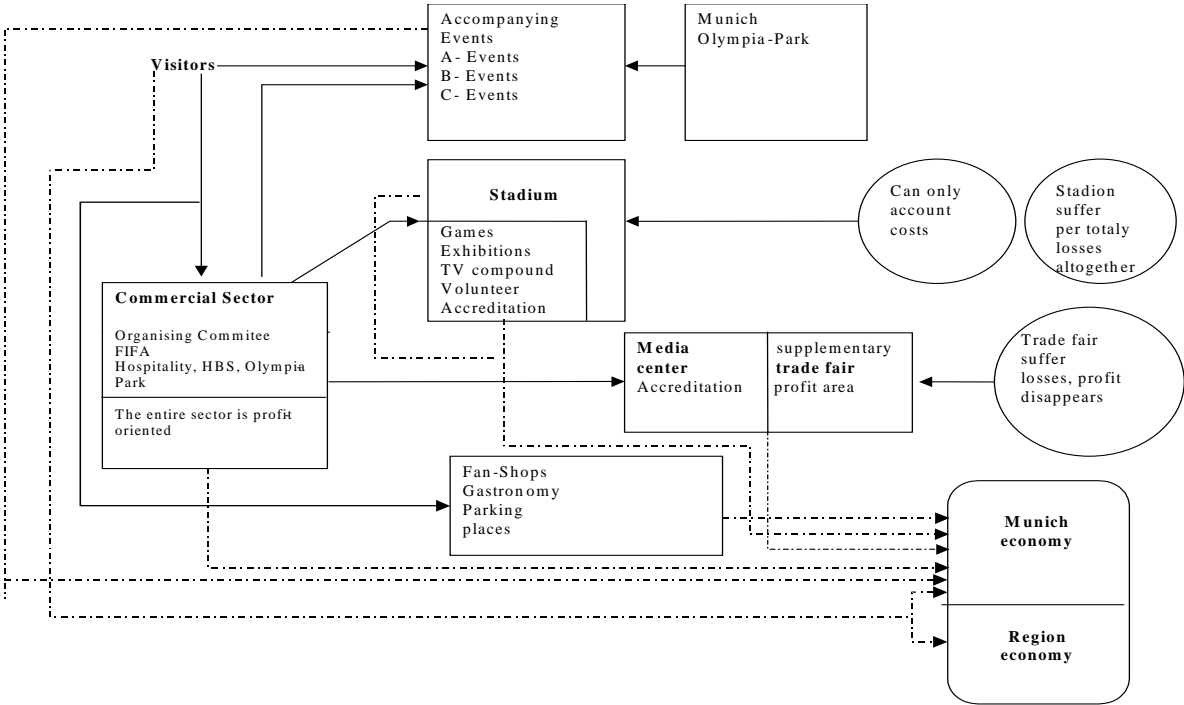 Accompanying
Events
A- Events
B- Events
C- Events
Munich
Olympia-Park
Visitors
Stadium
Games
Exhibitions
TV compound
Volunteer
Accreditation
Can only
account
costs
Stadion
suffer
per totaly
losses
altogether
Commercial Sector
Organising Commitee
FIFA
Hospitality, HBS, Olympia
Park
The entire sector is profit
oriented
Media
center
Accreditation
supplementary
trade fair
profit area
Trade fair
suffer
losses, profit
disappears
Fan-Shops
Gastronomy
Parking
places
Munich
economy
Region
economy